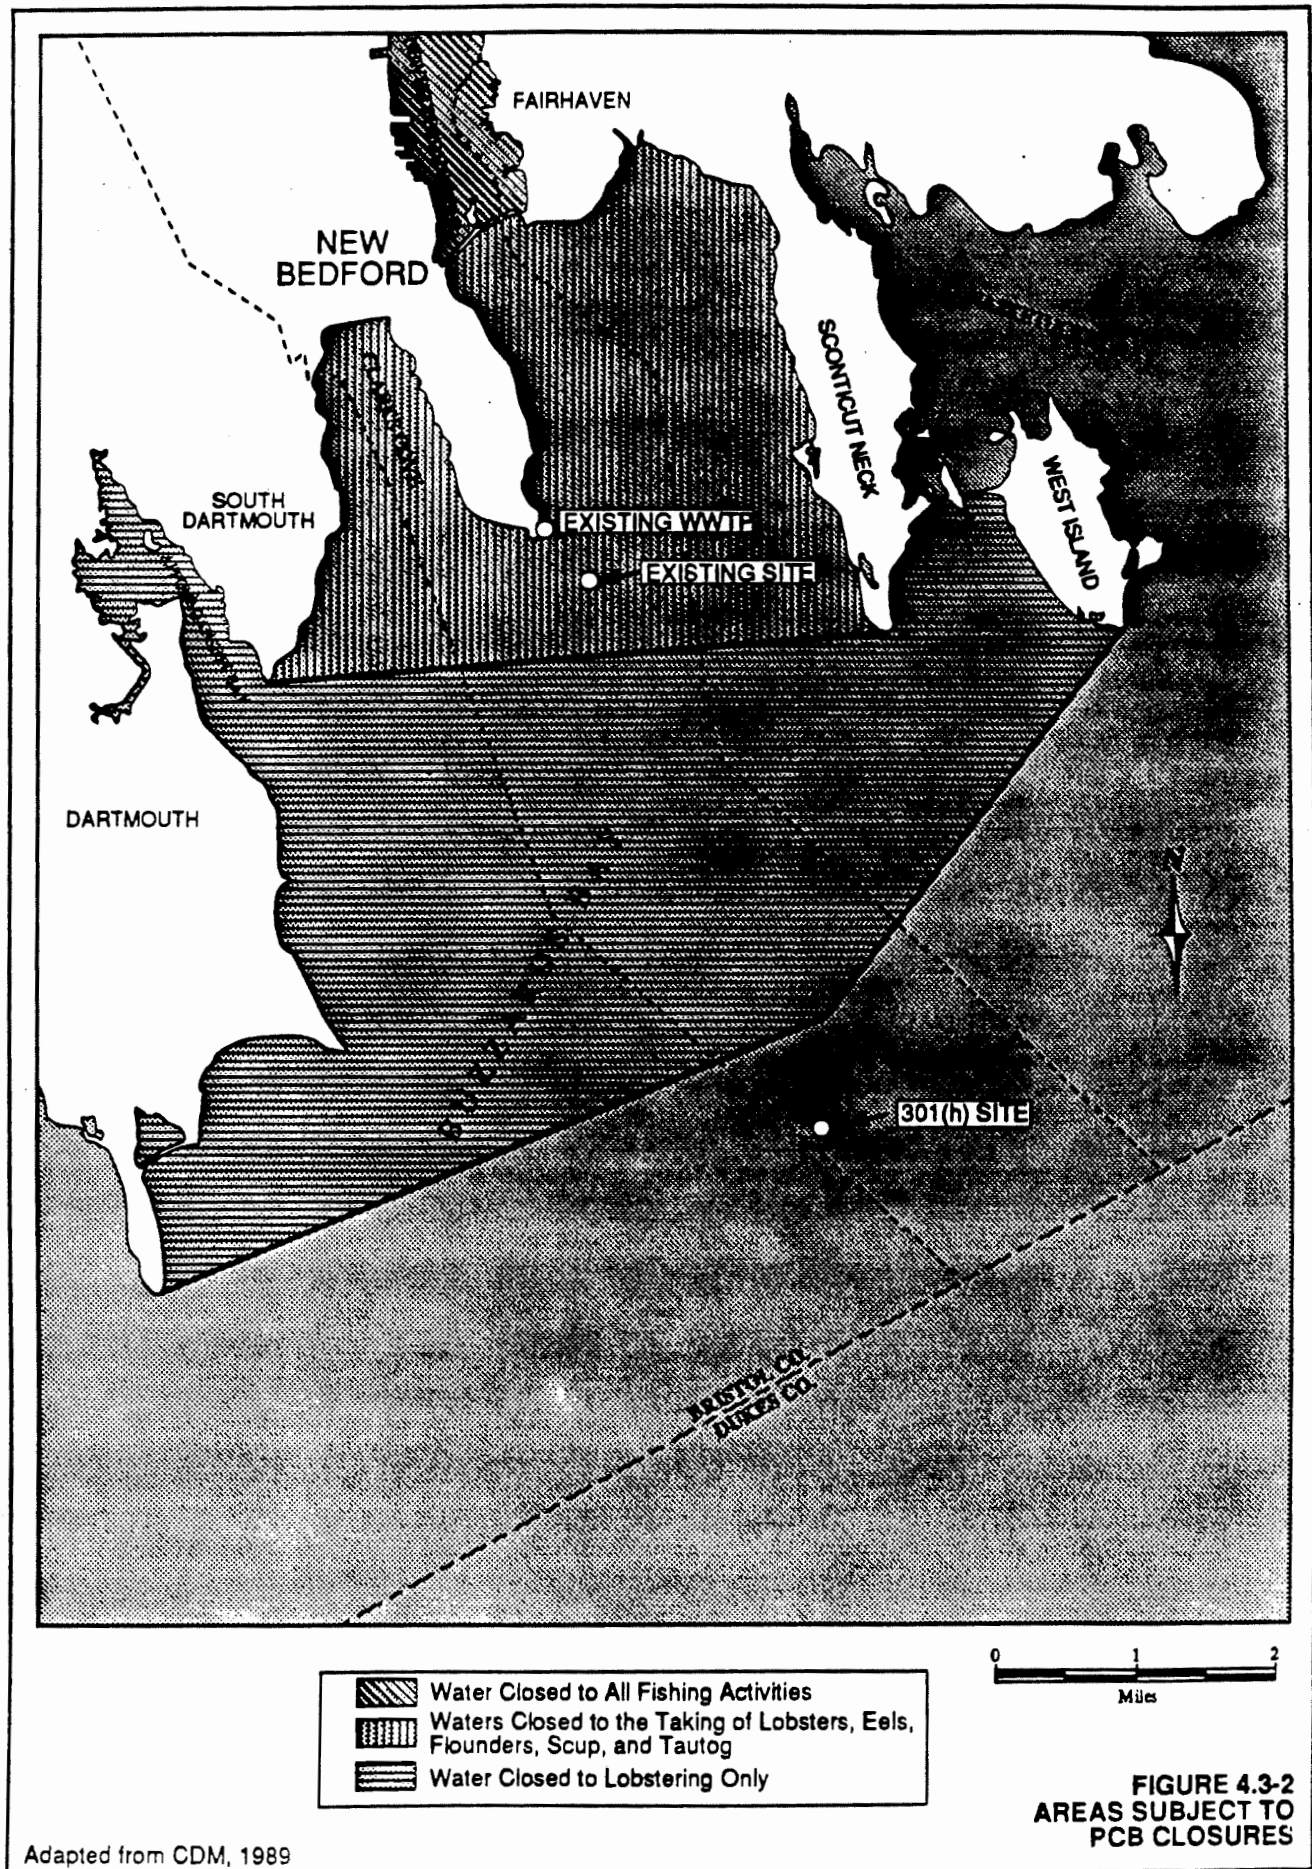 FAIRHAVEN
NEW
BEDFORD
SCONTICUT NECK
WEST ISLAND
SOUTH
DARTMOUTH
EXISTING WWTP
EXISTING SITE
DARTMOUTH
N
301(h) SITE
BRISTOL CO.
DUKES CO.
0 1 2
Miles
Water Closed to All Fishing Activities
Waters Closed to the Taking of Lobsters, Eels,
Flounders, Scup, and Tautog
Water Closed to Lobstering Only
FIGURE 4.3-2
AREAS SUBJECT TO
PCB CLOSURES
Adapted from CDM, 1989